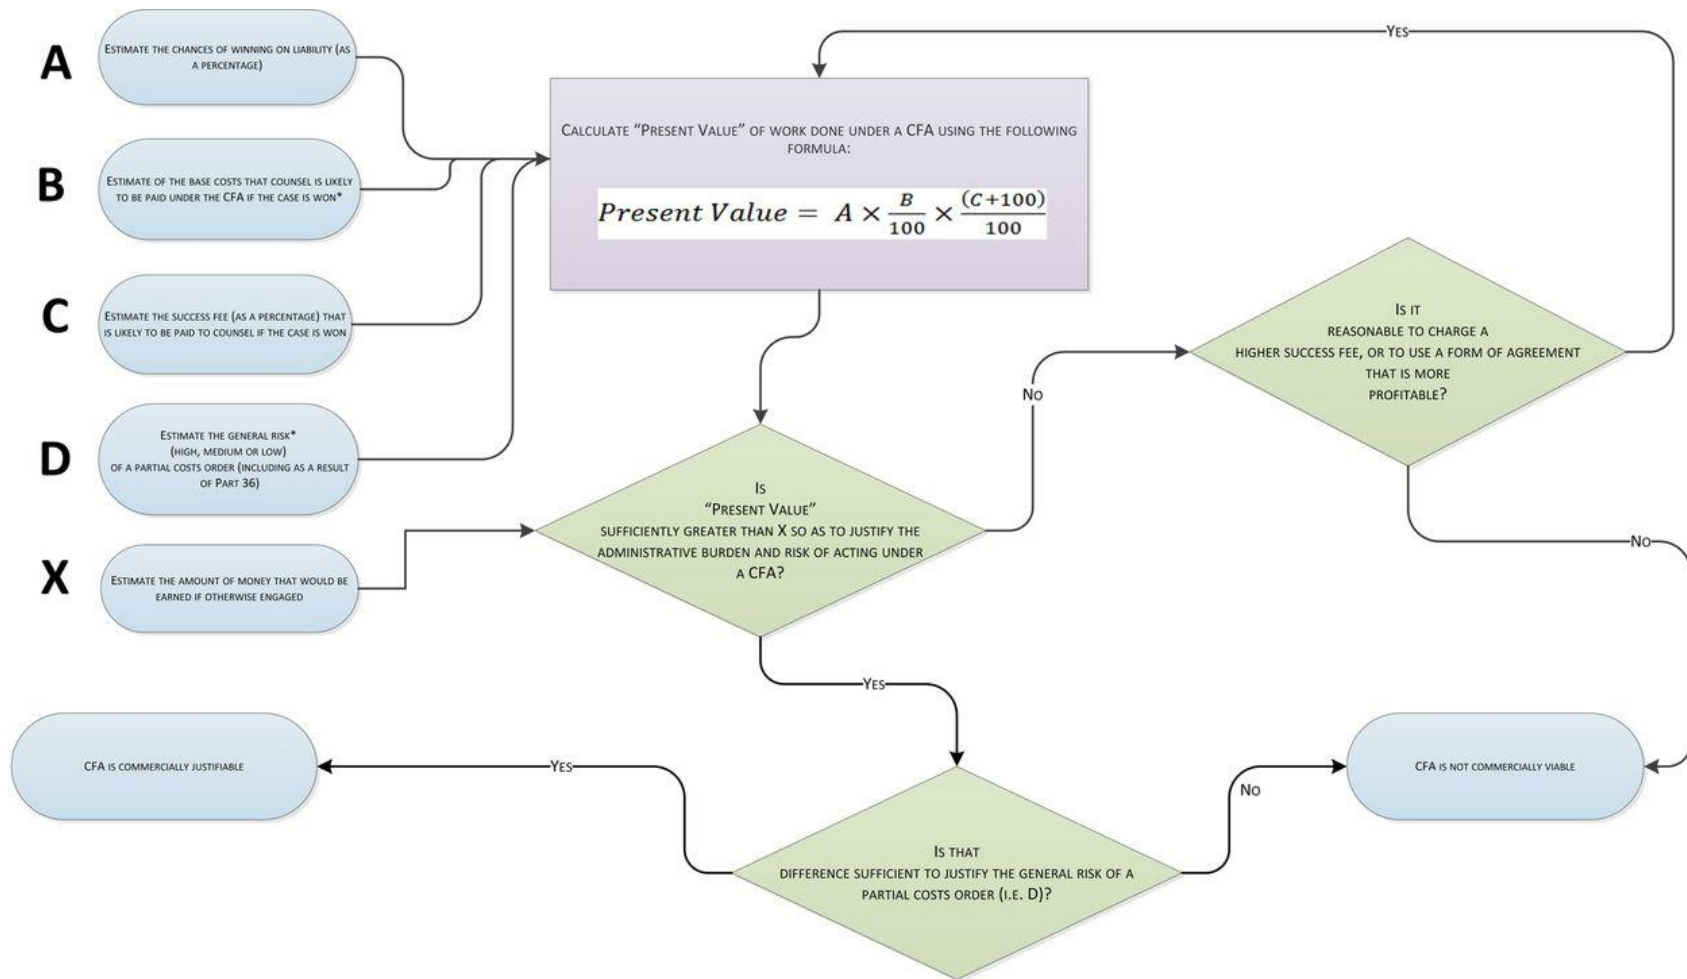 A
ESTIMATE THE CHANCES OF WINNING ON LIABILITY (AS
A PERCENTAGE)
B
ESTIMATE OF THE BASE COSTS THAT COUNSEL IS LIKELY
TO BE PAID UNDER THE CFA IF THE CASE IS WON*
C
ESTIMATE THE SUCCESS FEE (AS A PERCENTAGE) THAT
IS LIKELY TO BE PAID TO COUNSEL IF THE CASE IS WON
D
ESTIMATE THE GENERAL RISK*
(HIGH, MEDIUM OR LOW)
OF A PARTIAL COSTS ORDER (INCLUDING AS A RESULT
OF PART 36)
X
ESTIMATE THE AMOUNT OF MONEY THAT WOULD BE
EARNED IF OTHERWISE ENGAGED
CALCULATE “PRESENT VALUE” OF WORK DONE UNDER A CFA USING THE FOLLOWING
FORMULA:
Present Value = A × B/100 × (C+100)/100
YES
IS IT
REASONABLE TO CHARGE A
HIGHER SUCCESS FEE, OR TO USE A FORM OF AGREEMENT
THAT IS MORE
PROFITABLE?
NO
IS
“PRESENT VALUE”
SUFFICIENTLY GREATER THAN X SO AS TO JUSTIFY THE
ADMINISTRATIVE BURDEN AND RISK OF ACTING UNDER
A CFA?
NO
YES
CFA IS COMMERCIALLY JUSTIFIABLE
YES
IS THAT
DIFFERENCE SUFFICIENT TO JUSTIFY THE GENERAL RISK OF A
PARTIAL COSTS ORDER (I.E. D)?
NO
CFA IS NOT COMMERCIALLY VIABLE